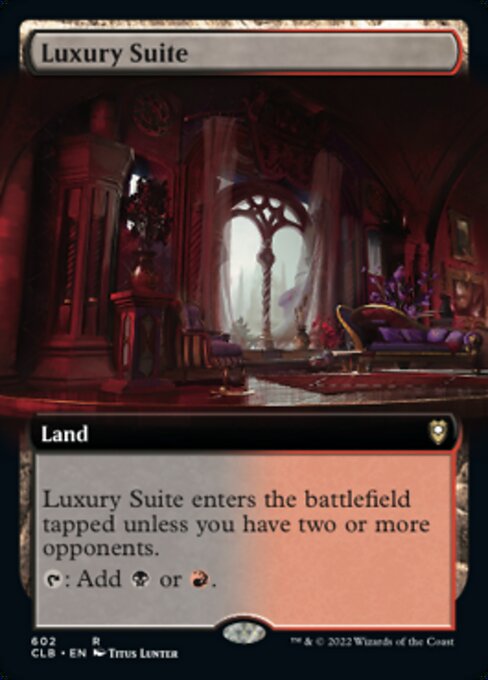 Luxury Suite
Land
Luxury Suite enters the battlefield
tapped unless you have two or more
opponents.
: Add or .
602 R
CLB • EN Titus Lunter
™ & © 2022 Wizards of the Coast